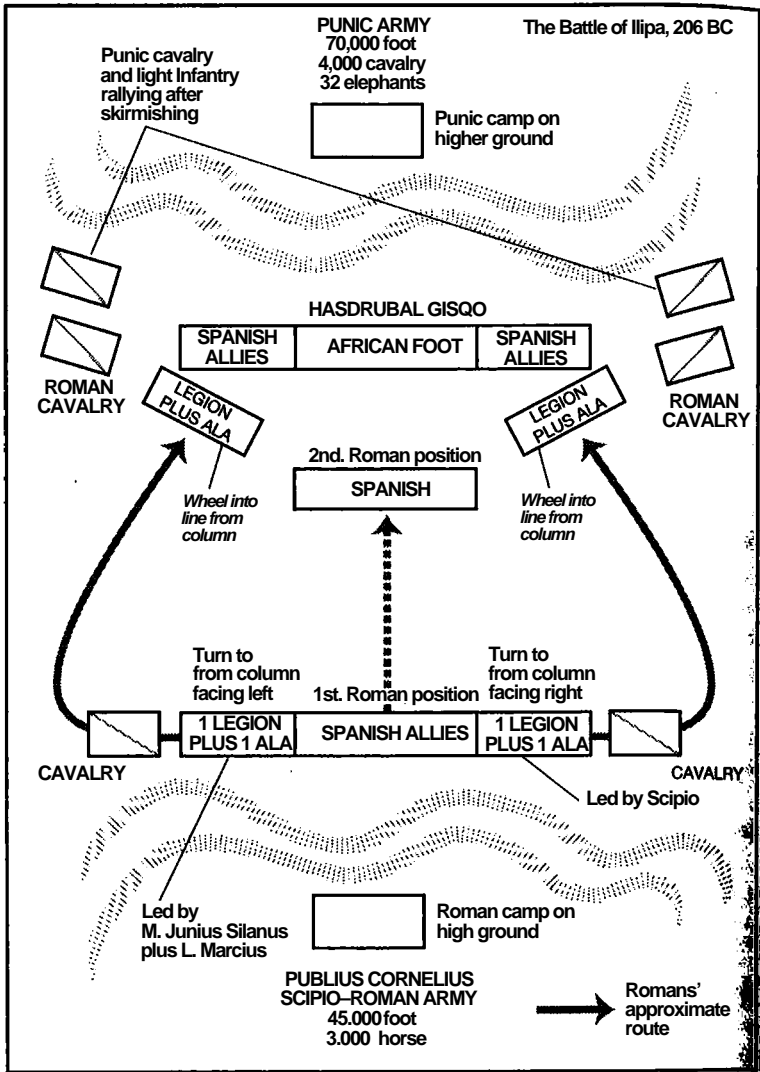 The Battle of Ilipa, 206 BC
PUNIC ARMY
70,000 foot
4,000 cavalry
32 elephants
Punic cavalry
and light Infantry
rallying after
skirmishing
Punic camp on
higher ground
HASDRUBAL GISQO
SPANISH
ALLIES
AFRICAN FOOT
SPANISH
ALLIES
ROMAN
CAVALRY
LEGION
PLUS ALA
LEGION
PLUS ALA
ROMAN
CAVALRY
2nd. Roman position
SPANISH
Wheel into
line from
column
Wheel into
line from
column
Turn to
from column
facing left
1st. Roman position
Turn to
from column
facing right
CAVALRY
1 LEGION
PLUS 1 ALA
SPANISH ALLIES
1 LEGION
PLUS 1 ALA
CAVALRY
Led by Scipio
Led by
M. Junius Silanus
plus L. Marcius
Roman camp on
high ground
PUBLIUS CORNELIUS
SCIPIO–ROMAN ARMY
45.000 foot
3.000 horse
Romans'
approximate
route